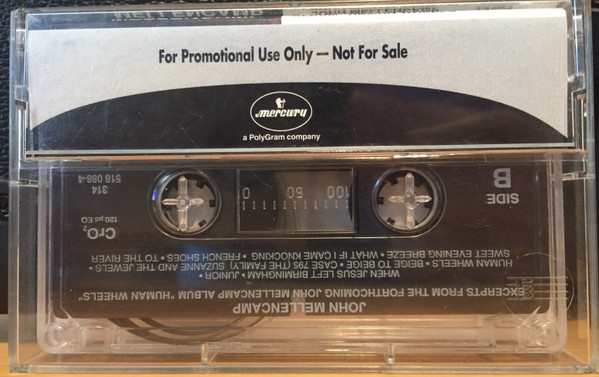 MELLENCAMP
For Promotional Use Only — Not For Sale
mercury
a PolyGram company
JOHN MELLENCAMP
EXCERPTS FROM THE FORTHCOMING JOHN MELLENCAMP ALBUM "HUMAN WHEELS"
WHEN JESUS LEFT BIRMINGHAM • JUNIOR •
HUMAN WHEELS • BEIGE TO BEIGE • CASE 795 (THE FAMILY) SUZANNE AND THE JEWELS •
SWEET EVENING BREEZE • WHAT IF I CAME KNOCKING • FRENCH SHOES • TO THE RIVER
SIDE
B
100 50 0
CrO₂
120 µs EQ
314
518 088-4